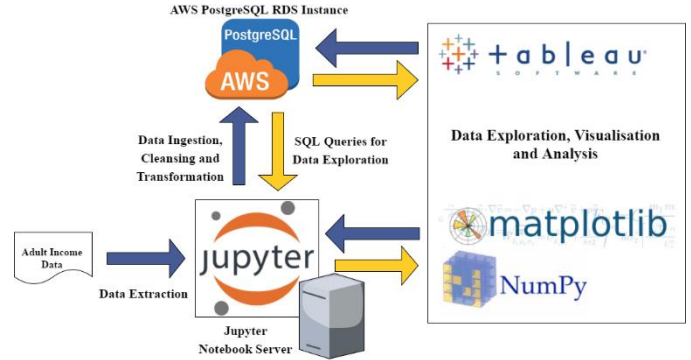 AWS PostgreSQL RDS Instance
PostgreSQL
AWS
Data Ingestion,
Cleansing and
Transformation
SQL Queries for
Data Exploration
Adult Income
Data
Data Extraction
jupyter
Jupyter
Notebook Server
+ableau
SOFTWARE
Data Exploration, Visualisation
and Analysis
matplotlib
NumPy